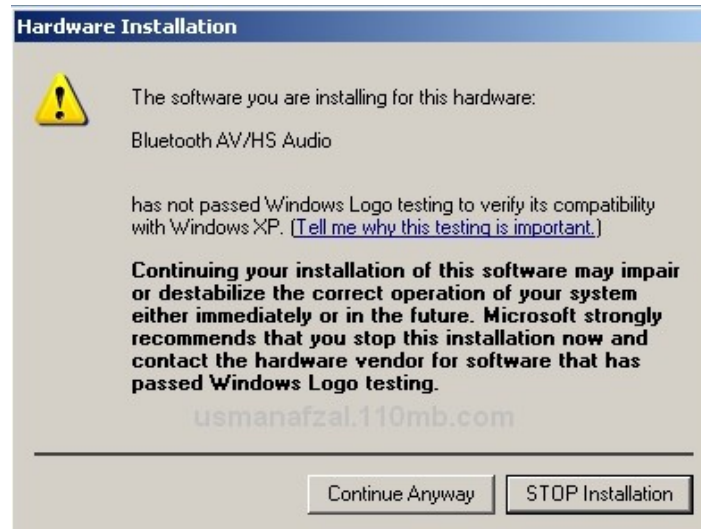 Hardware Installation
The software you are installing for this hardware:
Bluetooth AV/HS Audio
has not passed Windows Logo testing to verify its compatibility
with Windows XP. (Tell me why this testing is important.)
Continuing your installation of this software may impair
or destabilize the correct operation of your system
either immediately or in the future. Microsoft strongly
recommends that you stop this installation now and
contact the hardware vendor for software that has
passed Windows Logo testing.
usmanafzal.110mb.com
Continue Anyway
STOP Installation